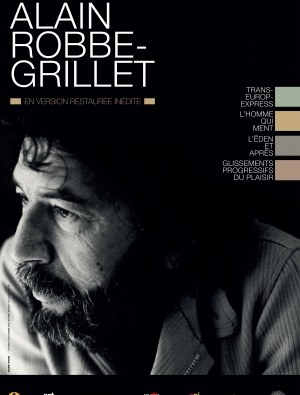 ALAIN
ROBBE-
GRILLET
EN VERSION RESTAURÉE INÉDITE
TRANS-
EUROP-
EXPRESS
L'HOMME
QUI
MENT
L'ÉDEN
ET
APRÈS
GLISSEMENTS
PROGRESSIFS
DU PLAISIR